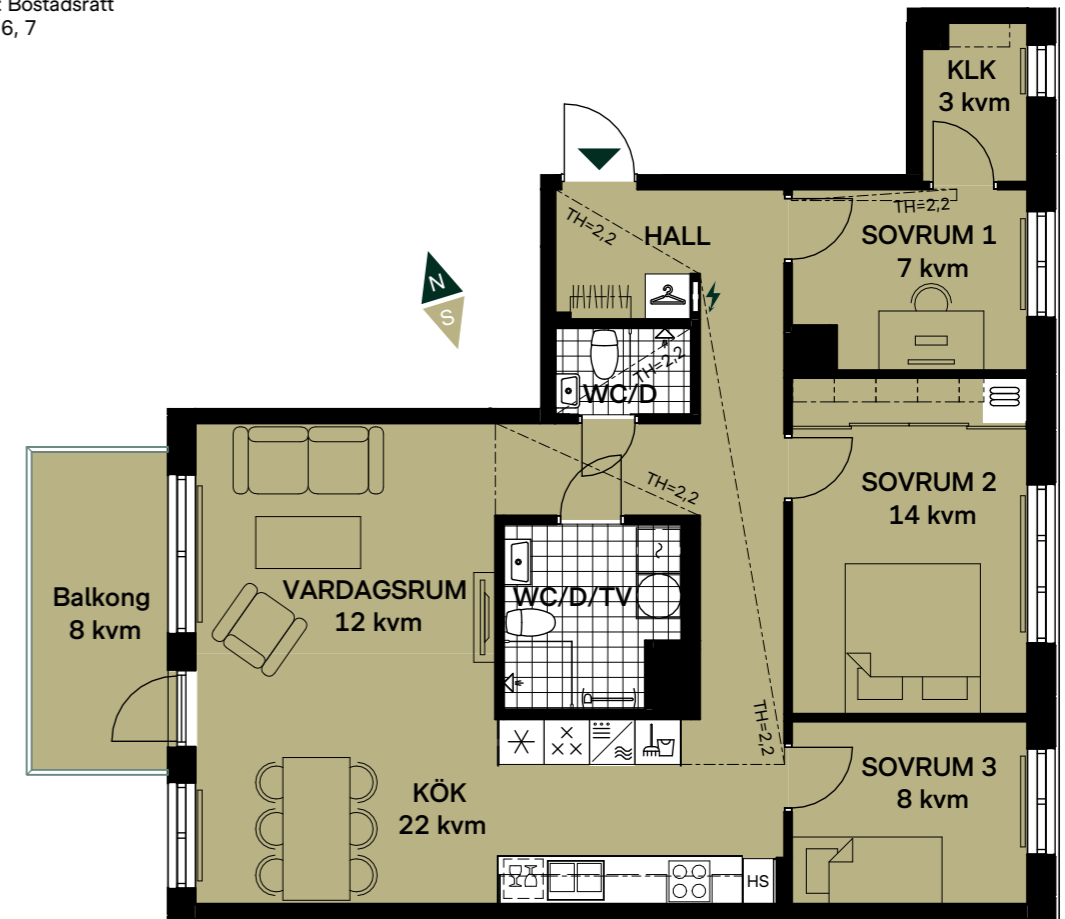 : Bostadsrätt
6, 7
KLK
3 kvm
TH=2,2
HALL
TH=2,2
SOVRUM 1
7 kvm
N
S
TH=2,2
WC/D
TH=2,2
SOVRUM 2
14 kvm
Balkong
8 kvm
VARDAGSRUM
12 kvm
WC/D/TV
TH=2,2
KÖK
22 kvm
SOVRUM 3
8 kvm
HS